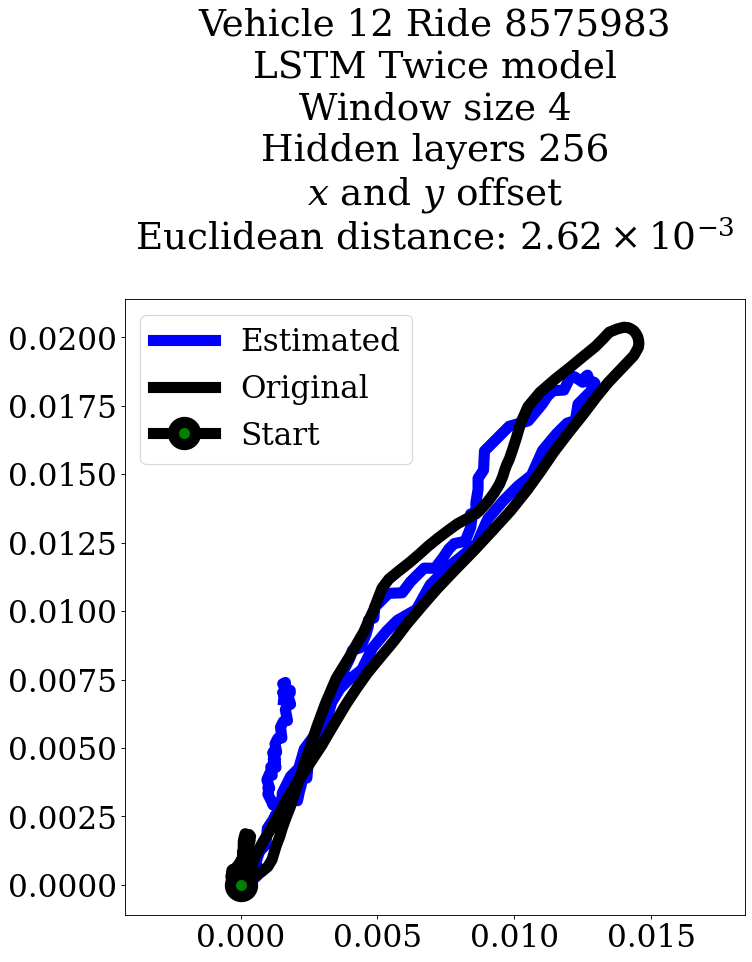 Vehicle 12 Ride 8575983
LSTM Twice model
Window size 4
Hidden layers 256
x and y offset
Euclidean distance: 2.62 × 10⁻³
Estimated
Original
Start
0.0200
0.0175
0.0150
0.0125
0.0100
0.0075
0.0050
0.0025
0.0000
0.000 0.005 0.010 0.015